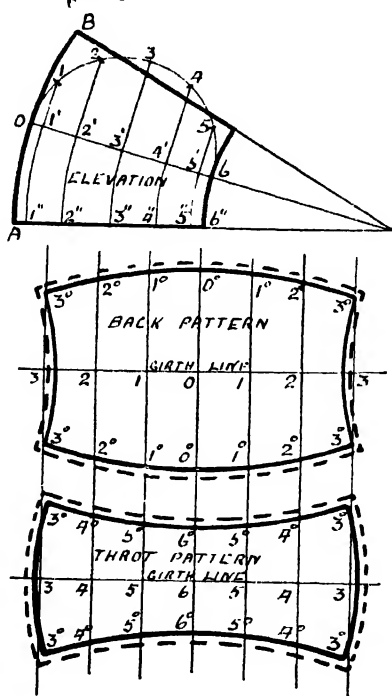 B
1 2 3 4 5
0 1' 2' 3' 4' 5' 6
ELEVATION
1" 2" 3" 4" 5" 6"
A
3° 2° 1° 0° 1° 2° 3°
BACK PATTERN
GIRTH LINE
3 2 1 0 1 2 3
3° 2° 1° 0° 1° 2° 3°
3° 4° 5° 6° 5° 4° 3°
THROT PATTERN
GIRTH LINE
3 4 5 6 5 4 3
3° 4° 5° 6° 5° 4° 3°